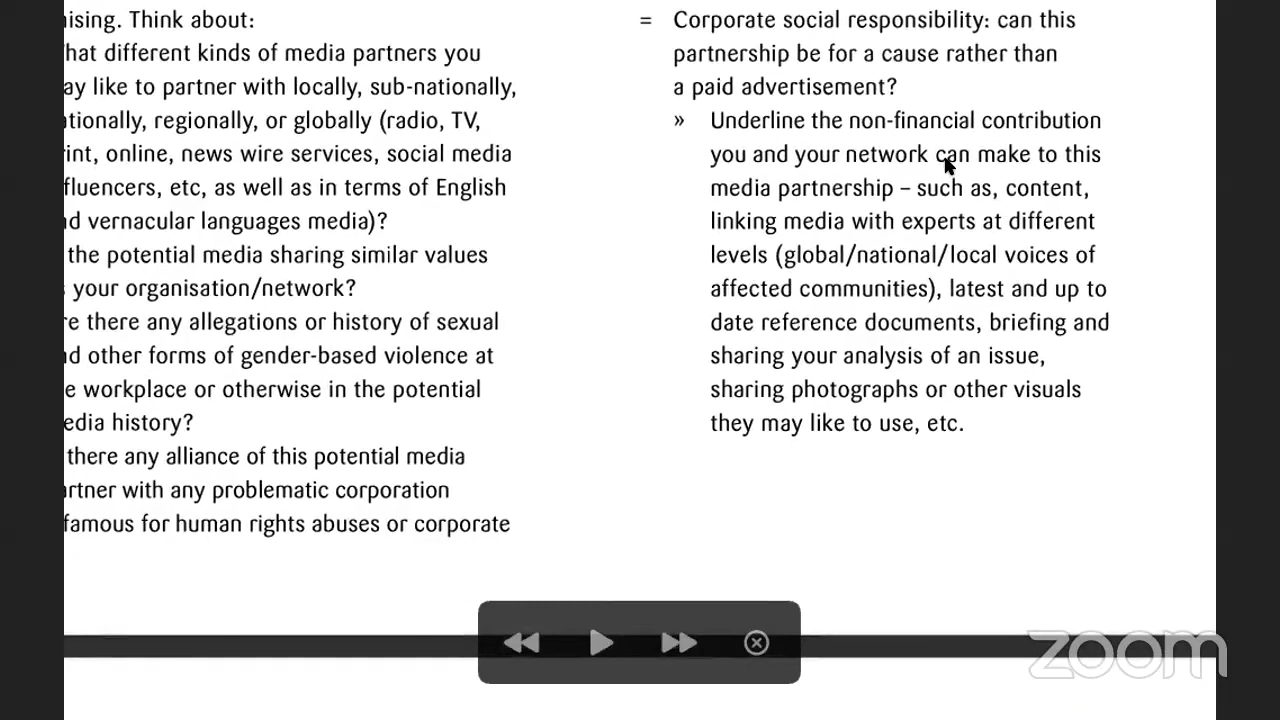 ising. Think about:
hat different kinds of media partners you
ay like to partner with locally, sub-nationally,
ationally, regionally, or globally (radio, TV,
rint, online, news wire services, social media
fluencers, etc, as well as in terms of English
nd vernacular languages media)?
the potential media sharing similar values
s your organisation/network?
re there any allegations or history of sexual
nd other forms of gender-based violence at
e workplace or otherwise in the potential
edia history?
there any alliance of this potential media
artner with any problematic corporation
famous for human rights abuses or corporate
= Corporate social responsibility: can this
partnership be for a cause rather than
a paid advertisement?
» Underline the non-financial contribution
you and your network can make to this
media partnership – such as, content,
linking media with experts at different
levels (global/national/local voices of
affected communities), latest and up to
date reference documents, briefing and
sharing your analysis of an issue,
sharing photographs or other visuals
they may like to use, etc.
zoom